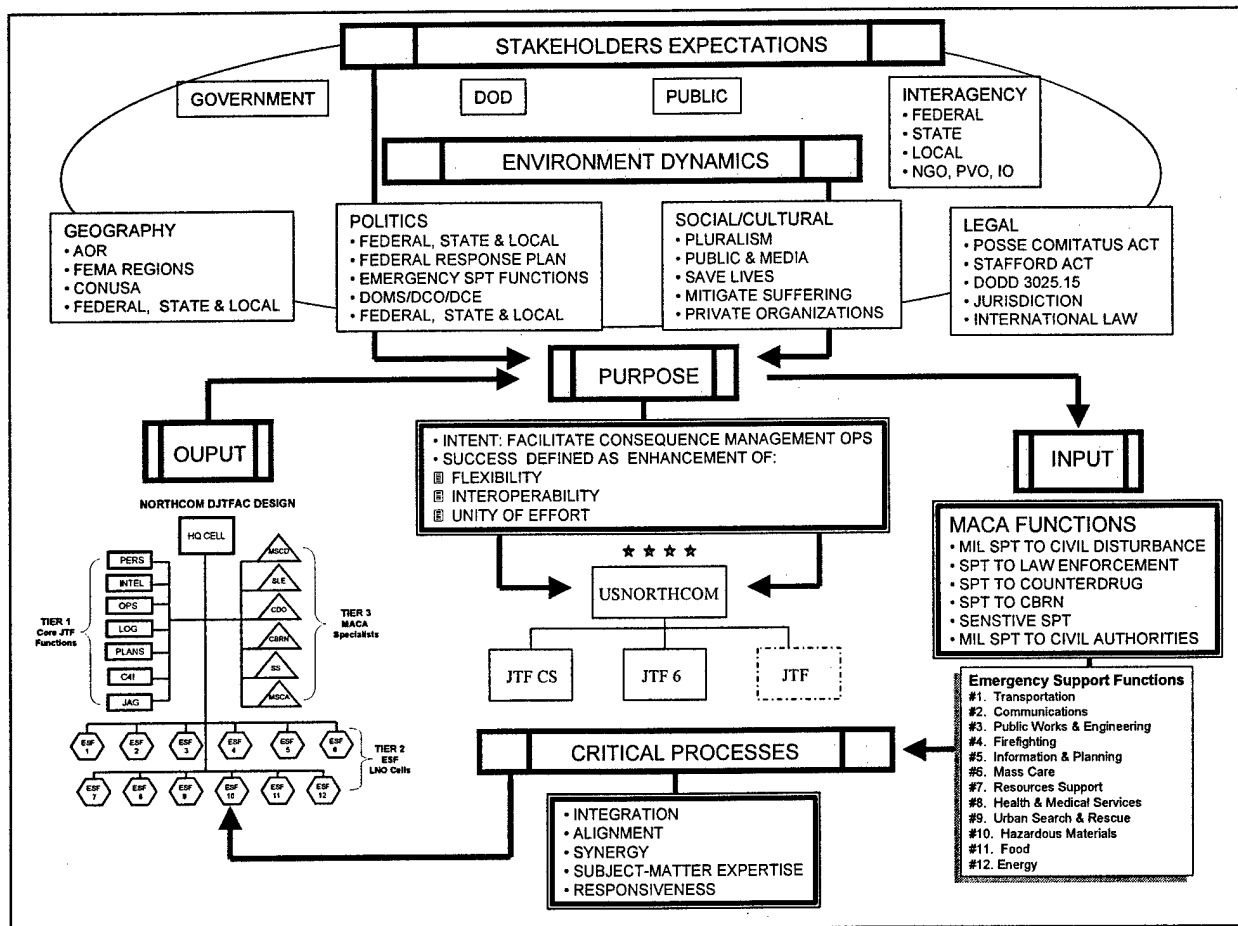 STAKEHOLDERS EXPECTATIONS
GOVERNMENT
DOD
PUBLIC
INTERAGENCY
• FEDERAL
• STATE
• LOCAL
• NGO, PVO, IO
ENVIRONMENT DYNAMICS
GEOGRAPHY
• AOR
• FEMA REGIONS
• CONUSA
• FEDERAL, STATE & LOCAL
POLITICS
• FEDERAL, STATE & LOCAL
• FEDERAL RESPONSE PLAN
• EMERGENCY SPT FUNCTIONS
• DOMS/DCO/DCE
• FEDERAL, STATE & LOCAL
SOCIAL/CULTURAL
• PLURALISM
• PUBLIC & MEDIA
• SAVE LIVES
• MITIGATE SUFFERING
• PRIVATE ORGANIZATIONS
LEGAL
• POSSE COMITATUS ACT
• STAFFORD ACT
• DODD 3025.15
• JURISDICTION
• INTERNATIONAL LAW
PURPOSE
• INTENT: FACILITATE CONSEQUENCE MANAGEMENT OPS
• SUCCESS DEFINED AS ENHANCEMENT OF:
FLEXIBILITY
INTEROPERABILITY
UNITY OF EFFORT
OUPUT
NORTHCOM DJTFAC DESIGN
HQ CELL
PERS
INTEL
OPS
LOG
PLANS
C4I
JAG
TIER 1
Core JTF
Functions
MSCD
SLE
CDO
CBRN
SS
MSCA
TIER 3
MACA
Specialists
ESF
1
ESF
2
ESF
3
ESF
4
ESF
5
ESF
6
ESF
7
ESF
8
ESF
9
ESF
10
ESF
11
ESF
12
TIER 2
ESF
LNO Cells
USNORTHCOM
JTF CS
JTF 6
JTF
INPUT
MACA FUNCTIONS
• MIL SPT TO CIVIL DISTURBANCE
• SPT TO LAW ENFORCEMENT
• SPT TO COUNTERDRUG
• SPT TO CBRN
• SENSTIVE SPT
• MIL SPT TO CIVIL AUTHORITIES
Emergency Support Functions
#1. Transportation
#2. Communications
#3. Public Works & Engineering
#4. Firefighting
#5. Information & Planning
#6. Mass Care
#7. Resources Support
#8. Health & Medical Services
#9. Urban Search & Rescue
#10. Hazardous Materials
#11. Food
#12. Energy
CRITICAL PROCESSES
• INTEGRATION
• ALIGNMENT
• SYNERGY
• SUBJECT-MATTER EXPERTISE
• RESPONSIVENESS